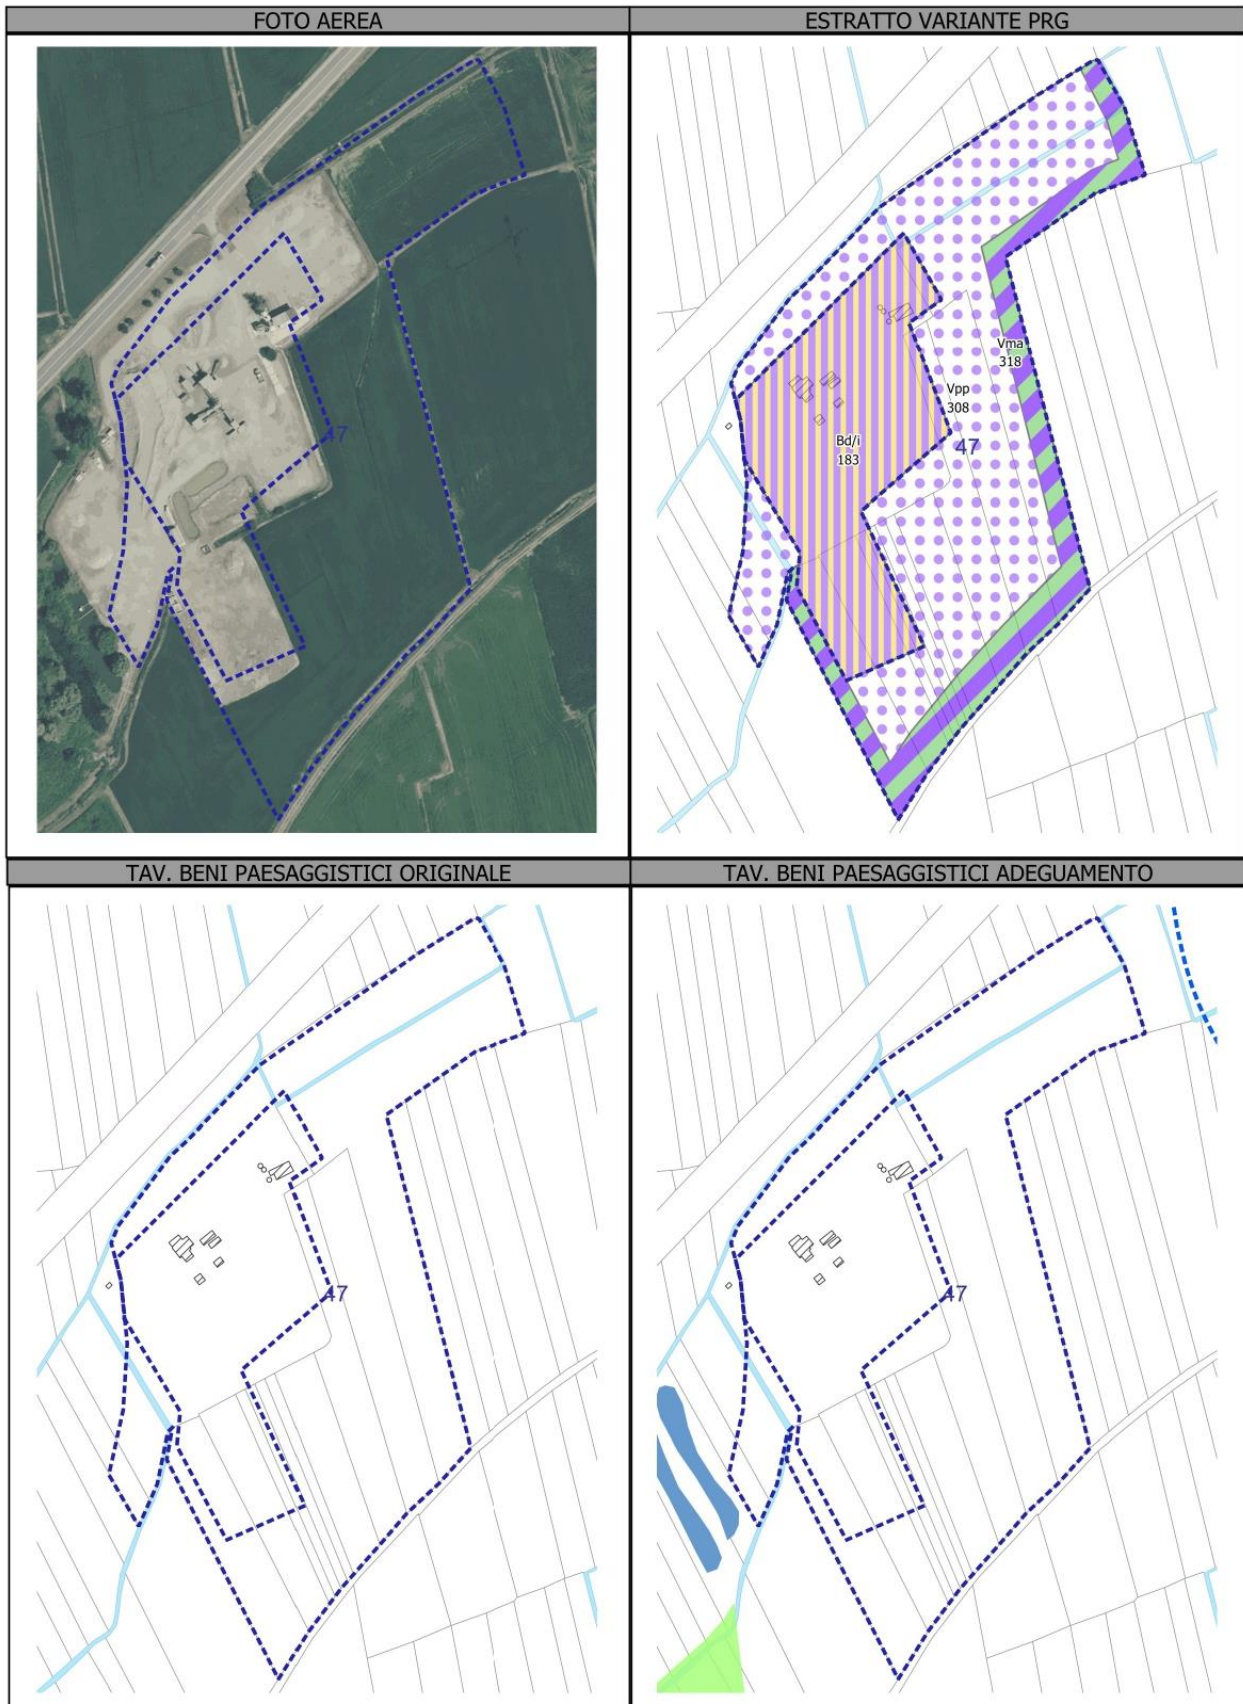 FOTO AEREA
ESTRATTO VARIANTE PRG
47
Vma
318
Vpp
308
47
Bd/i
183
TAV. BENI PAESAGGISTICI ORIGINALE
TAV. BENI PAESAGGISTICI ADEGUAMENTO
47
47